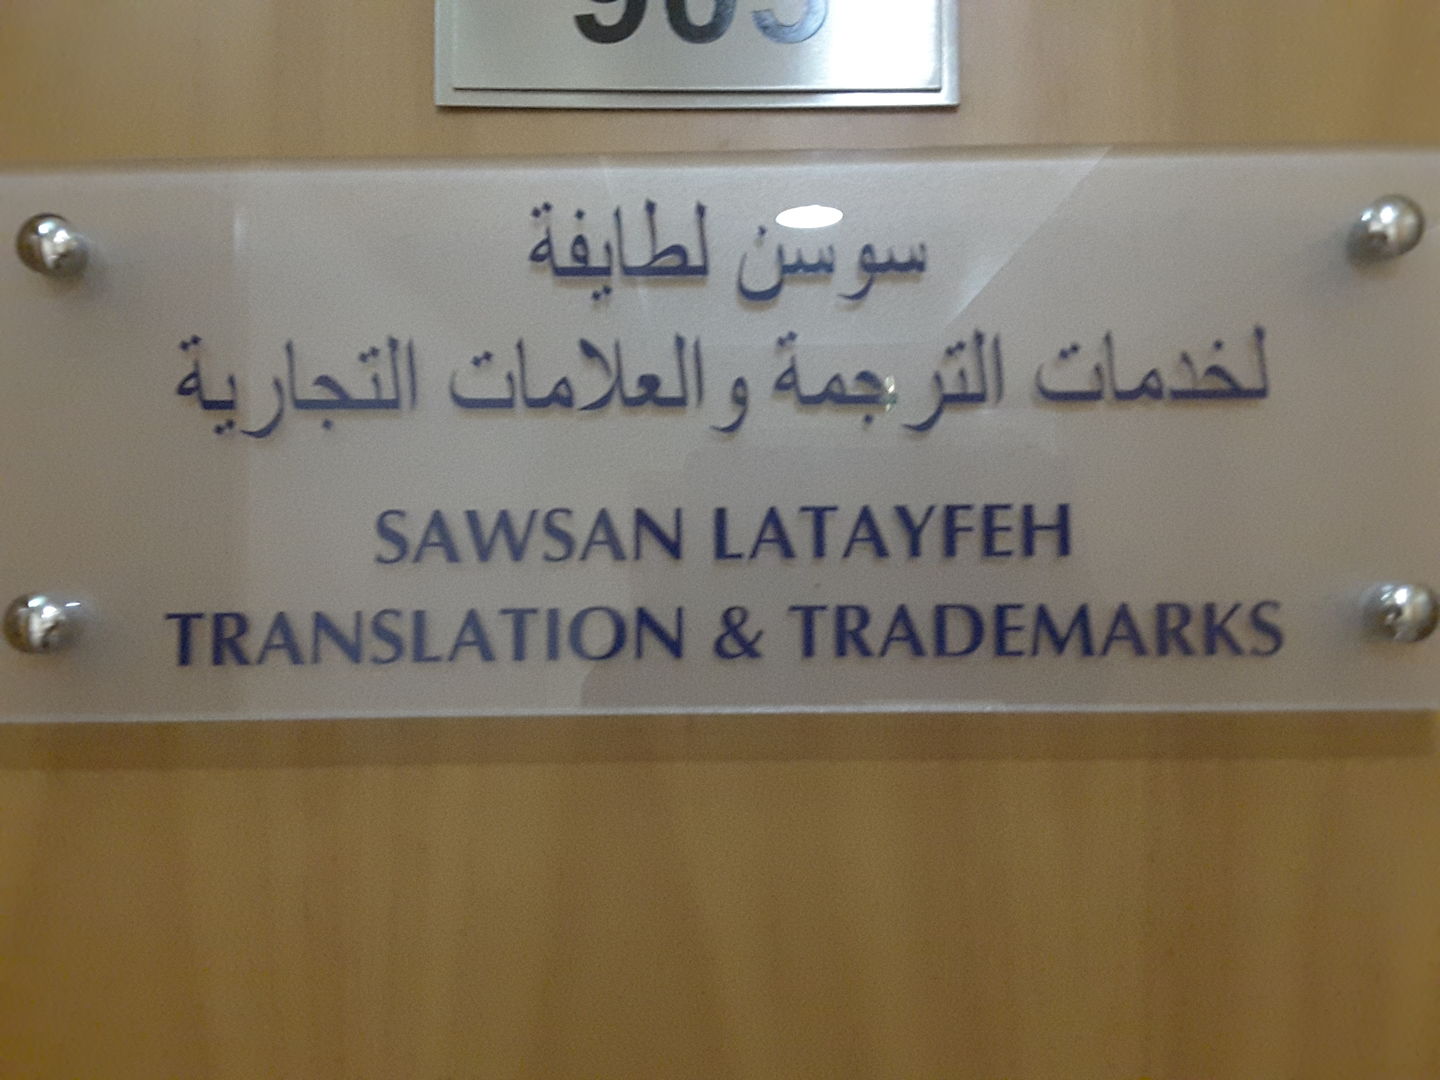 سوسن لطايفة
لخدمات الترجمة والعلامات التجارية
SAWSAN LATAYFEH
TRANSLATION & TRADEMARKS